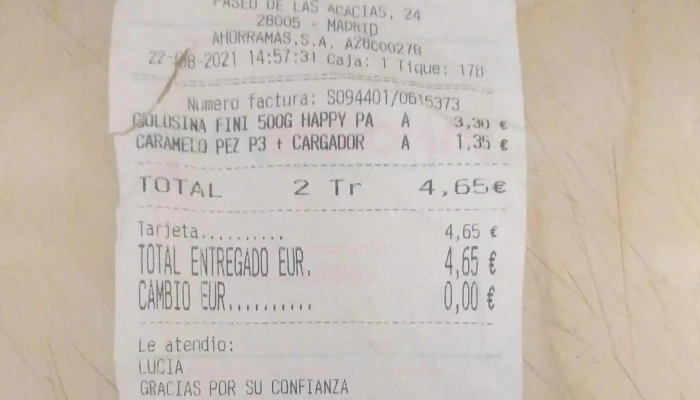 PASEO DE LAS ACACIAS, 24
28005 - MADRID
AHORRAMAS,S.A. A28600278
22-08-2021 14:57:31 Caja: 1 Tique: 178
Numero factura: S094401/0615373
GOLOSINA FINI 500G HAPPY PA A 3,30 €
CARAMELO PEZ P3 + CARGADOR A 1,35 €
TOTAL 2 Tr 4,65€
Tarjeta.......... 4,65 €
TOTAL ENTREGADO EUR. 4,65 €
CAMBIO EUR.......... 0,00 €
Le atendio:
LUCIA
GRACIAS POR SU CONFIANZA